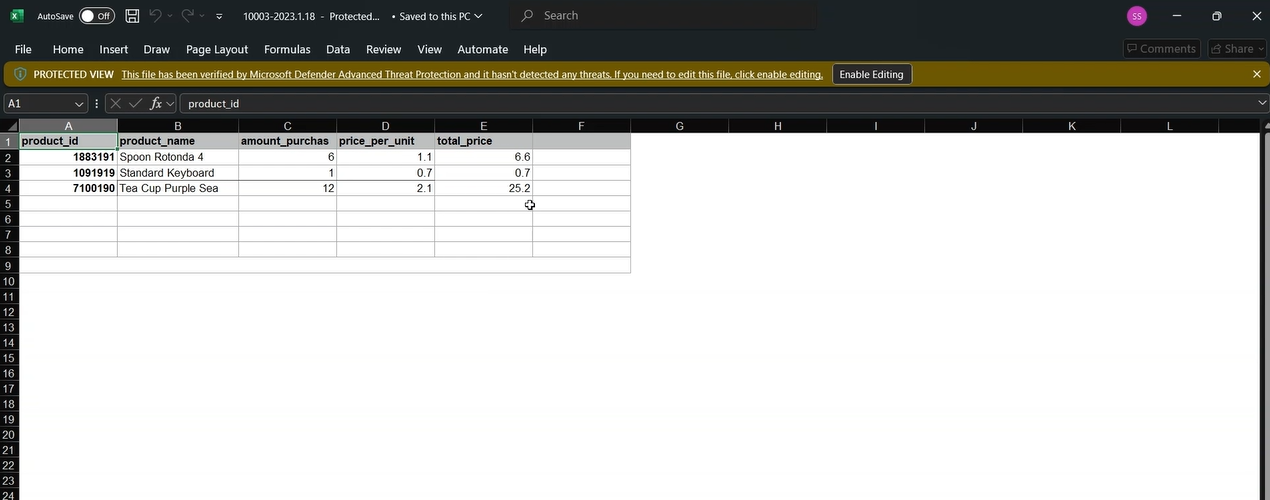 AutoSave Off 10003-2023.1.18 - Protected... • Saved to this PC Search SS
File Home Insert Draw Page Layout Formulas Data Review View Automate Help Comments Share
PROTECTED VIEW This file has been verified by Microsoft Defender Advanced Threat Protection and it hasn't detected any threats. If you need to edit this file, click enable editing. Enable Editing
A1 fx product_id
A B C D E F G H I J K L
1 product_id product_name amount_purchas price_per_unit total_price
2 1883191 Spoon Rotonda 4 6 1.1 6.6
3 1091919 Standard Keyboard 1 0.7 0.7
4 7100190 Tea Cup Purple Sea 12 2.1 25.2
5
6
7
8
9
10
11
12
13
14
15
16
17
18
19
20
21
22
23
24